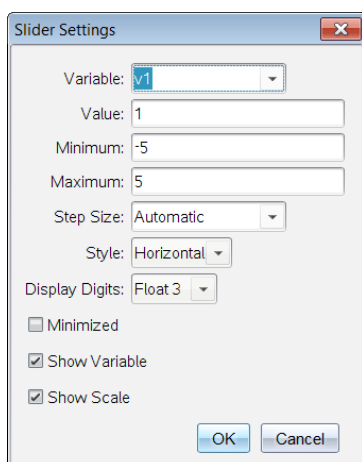 Slider Settings
Variable: v1
Value: 1
Minimum: -5
Maximum: 5
Step Size: Automatic
Style: Horizontal
Display Digits: Float 3
Minimized
Show Variable
Show Scale
OK Cancel